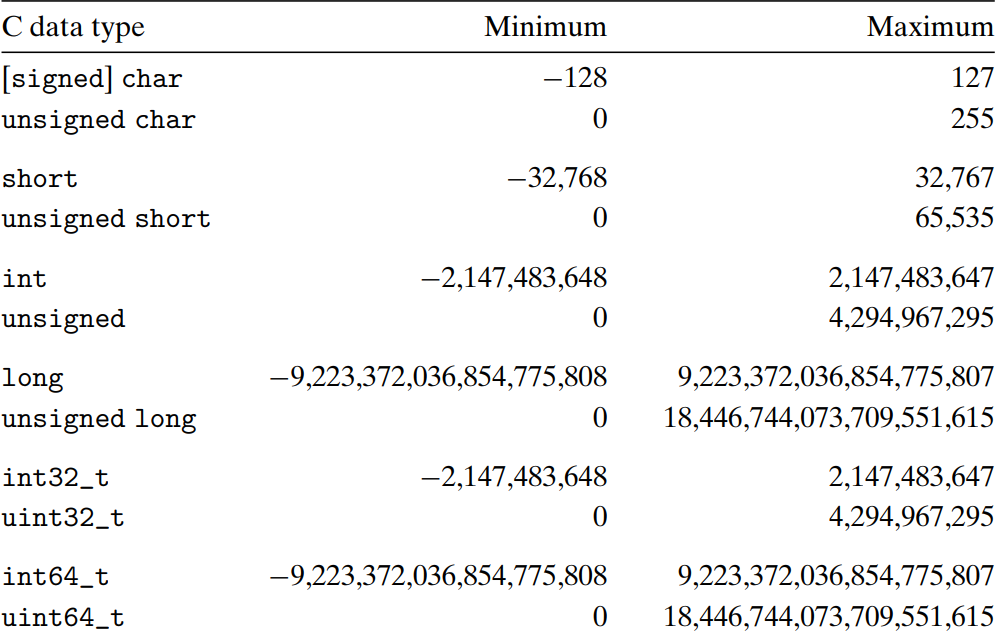 C data type Minimum Maximum
[signed] char −128 127
unsigned char 0 255
short −32,768 32,767
unsigned short 0 65,535
int −2,147,483,648 2,147,483,647
unsigned 0 4,294,967,295
long −9,223,372,036,854,775,808 9,223,372,036,854,775,807
unsigned long 0 18,446,744,073,709,551,615
int32_t −2,147,483,648 2,147,483,647
uint32_t 0 4,294,967,295
int64_t −9,223,372,036,854,775,808 9,223,372,036,854,775,807
uint64_t 0 18,446,744,073,709,551,615